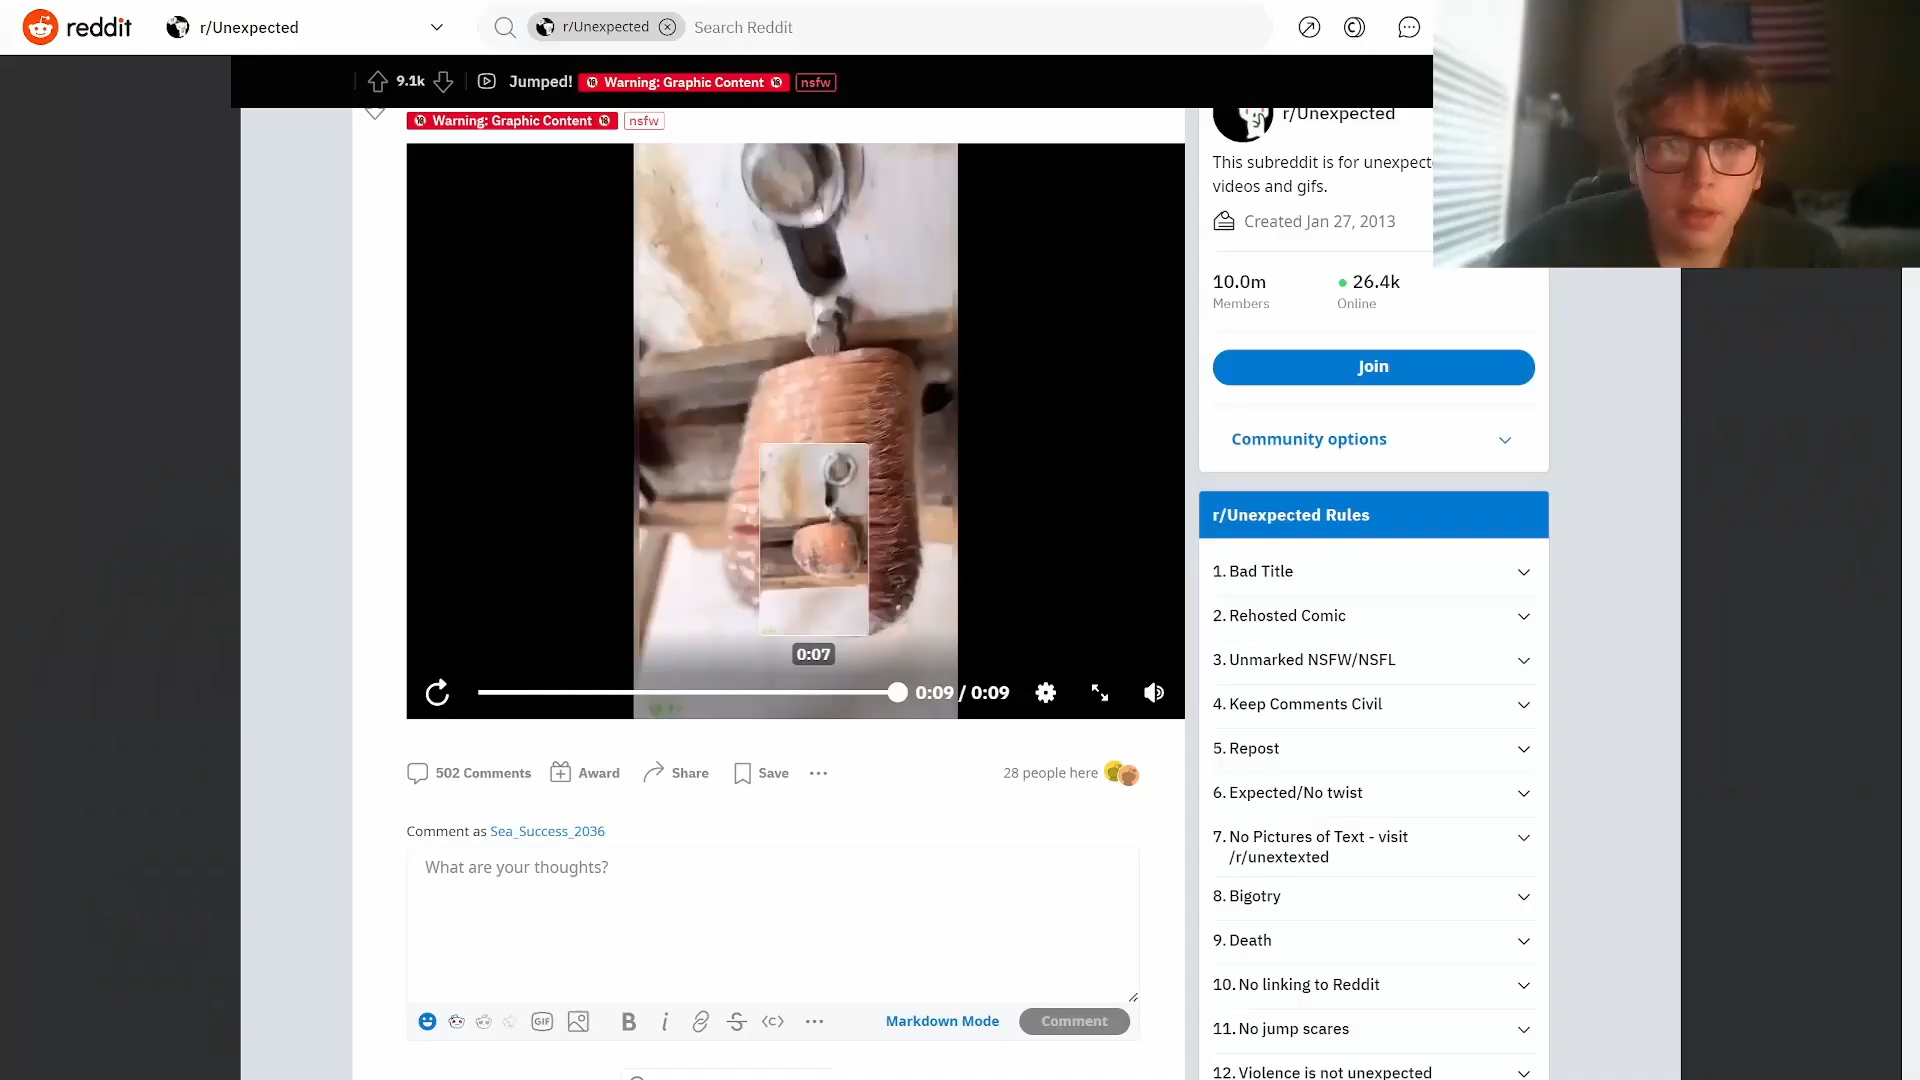 reddit
r/Unexpected
r/Unexpected
Search Reddit
9.1k
Jumped!
Warning: Graphic Content
nsfw
Warning: Graphic Content
nsfw
0:07
0:09 / 0:09
502 Comments
Award
Share
Save
28 people here
Comment as Sea_Success_2036
What are your thoughts?
GIF
B
i
Markdown Mode
Comment
r/Unexpected
This subreddit is for unexpect
videos and gifs.
Created Jan 27, 2013
10.0m
26.4k
Members
Online
Join
Community options
r/Unexpected Rules
1. Bad Title
2. Rehosted Comic
3. Unmarked NSFW/NSFL
4. Keep Comments Civil
5. Repost
6. Expected/No twist
7. No Pictures of Text - visit
/r/unextexted
8. Bigotry
9. Death
10. No linking to Reddit
11. No jump scares
12. Violence is not unexpected